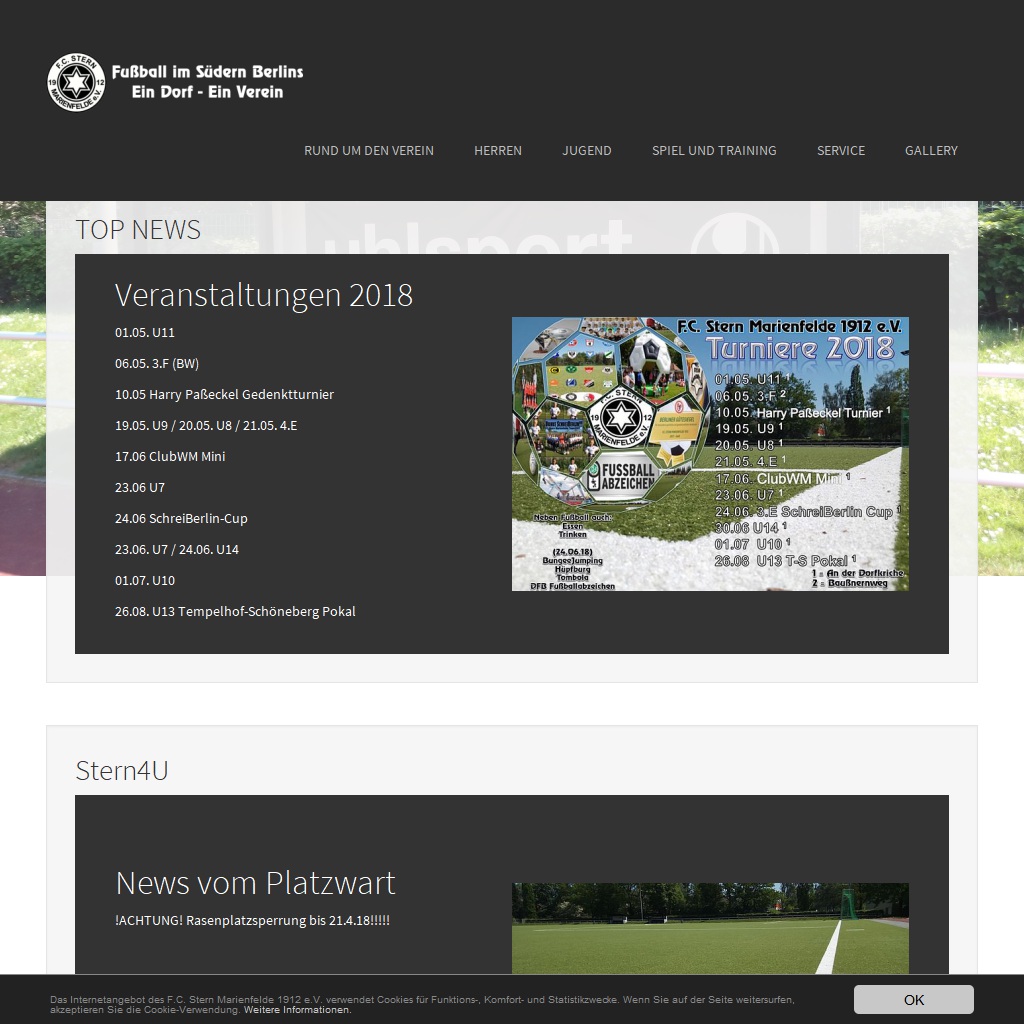 F.C. STERN
19 12
MARIENFELDE e.V.
Fußball im Südern Berlins
Ein Dorf - Ein Verein
RUND UM DEN VEREIN HERREN JUGEND SPIEL UND TRAINING SERVICE GALLERY
uhlsport
TOP NEWS
Veranstaltungen 2018
01.05. U11
06.05. 3.F (BW)
10.05 Harry Paßeckel Gedenktturnier
19.05. U9 / 20.05. U8 / 21.05. 4.E
17.06 ClubWM Mini
23.06 U7
24.06 SchreiBerlin-Cup
23.06. U7 / 24.06. U14
01.07. U10
26.08. U13 Tempelhof-Schöneberg Pokal
F.C. Stern Marienfelde 1912 e.V.
Turniere 2018
01.05. U11 ¹
06.05. 3.F ²
10.05. Harry Paßeckel Turnier ¹
19.05. U9 ¹
20.05. U8 ¹
21.05. 4.E ¹
17.06. ClubWM Mini ¹
23.06. U7 ¹
24.06. 3.E SchreiBerlin Cup ¹
30.06 U14 ¹
01.07 U10 ¹
26.08 U13 T-S Pokal ¹
1 = An der Dorfkirche
2 = Baußnernweg
F.C. STERN
19 12
MARIENFELDE e.V.
FUSSBALL
ABZEICHEN
Neben Fußball auch:
Essen
Trinken
(24.06.18)
BungeeJumping
Hüpfburg
Tombola
DFB Fußballabzeichen
Stern4U
News vom Platzwart
!ACHTUNG! Rasenplatzsperrung bis 21.4.18!!!!!
Das Internetangebot des F.C. Stern Marienfelde 1912 e.V. verwendet Cookies für Funktions-, Komfort- und Statistikzwecke. Wenn Sie auf der Seite weitersurfen,
akzeptieren Sie die Cookie-Verwendung. Weitere Informationen.
OK